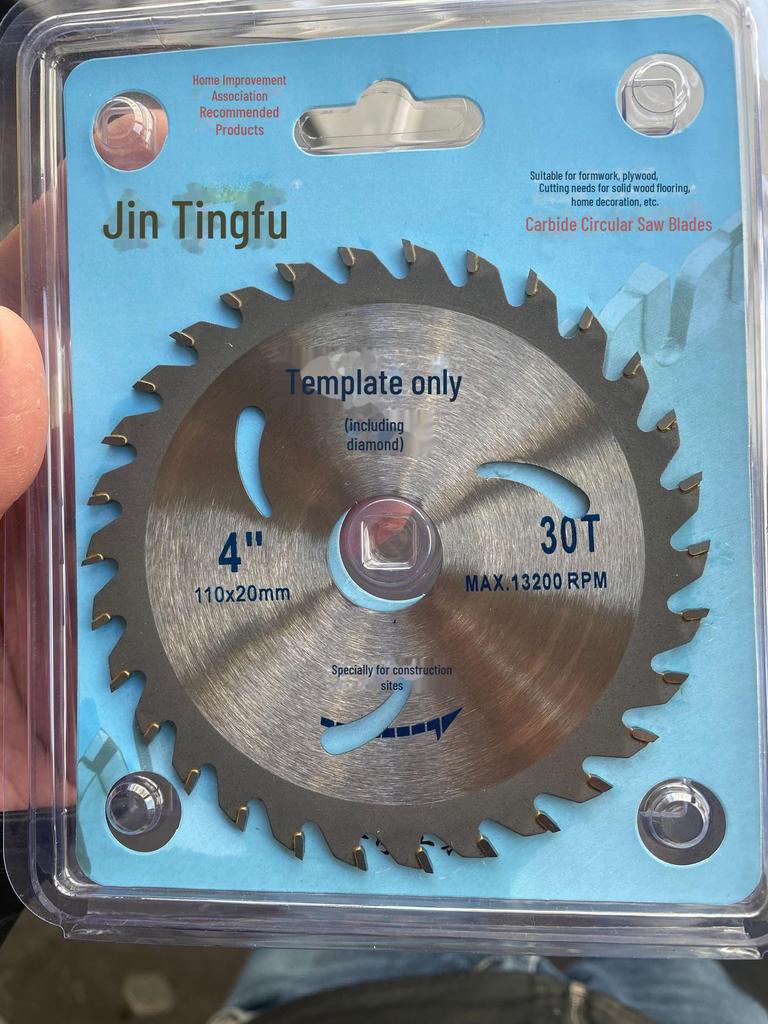 Home Improvement
Association
Recommended
Products
Suitable for formwork, plywood,
Cutting needs for solid wood flooring,
home decoration, etc.
Jin Tingfu
Carbide Circular Saw Blades
Template only
(including
diamond)
4"
30T
110x20mm
MAX.13200 RPM
Specially for construction
sites